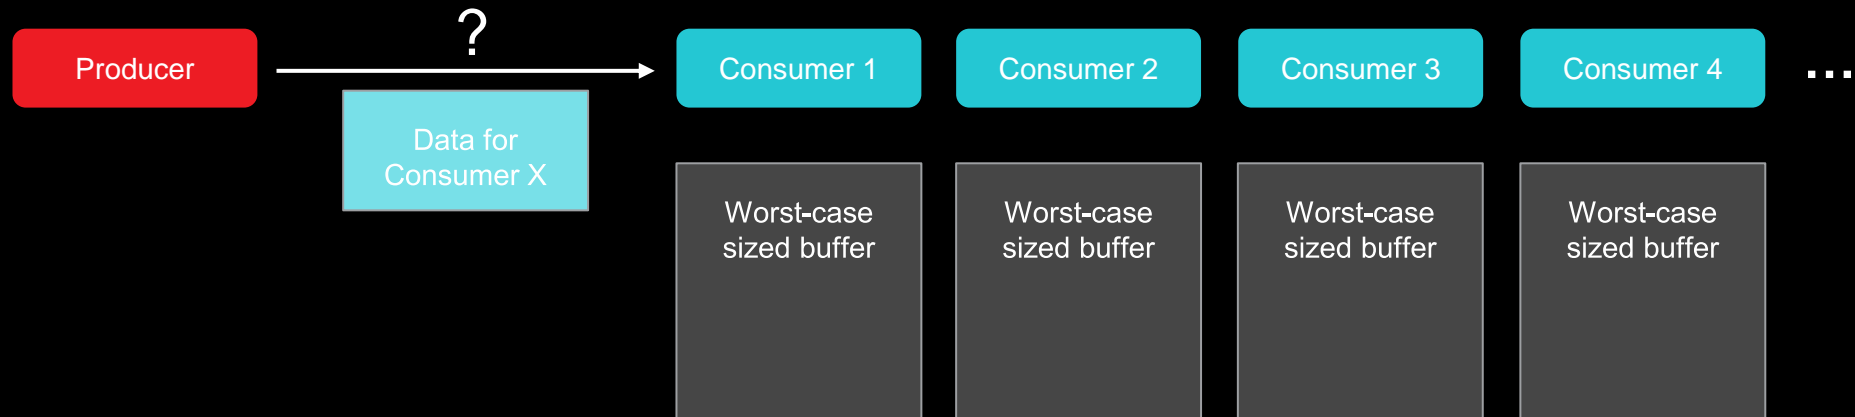 ?
Producer
Consumer 1
Consumer 2
Consumer 3
Consumer 4
...
Data for
Consumer X
Worst-case
sized buffer
Worst-case
sized buffer
Worst-case
sized buffer
Worst-case
sized buffer